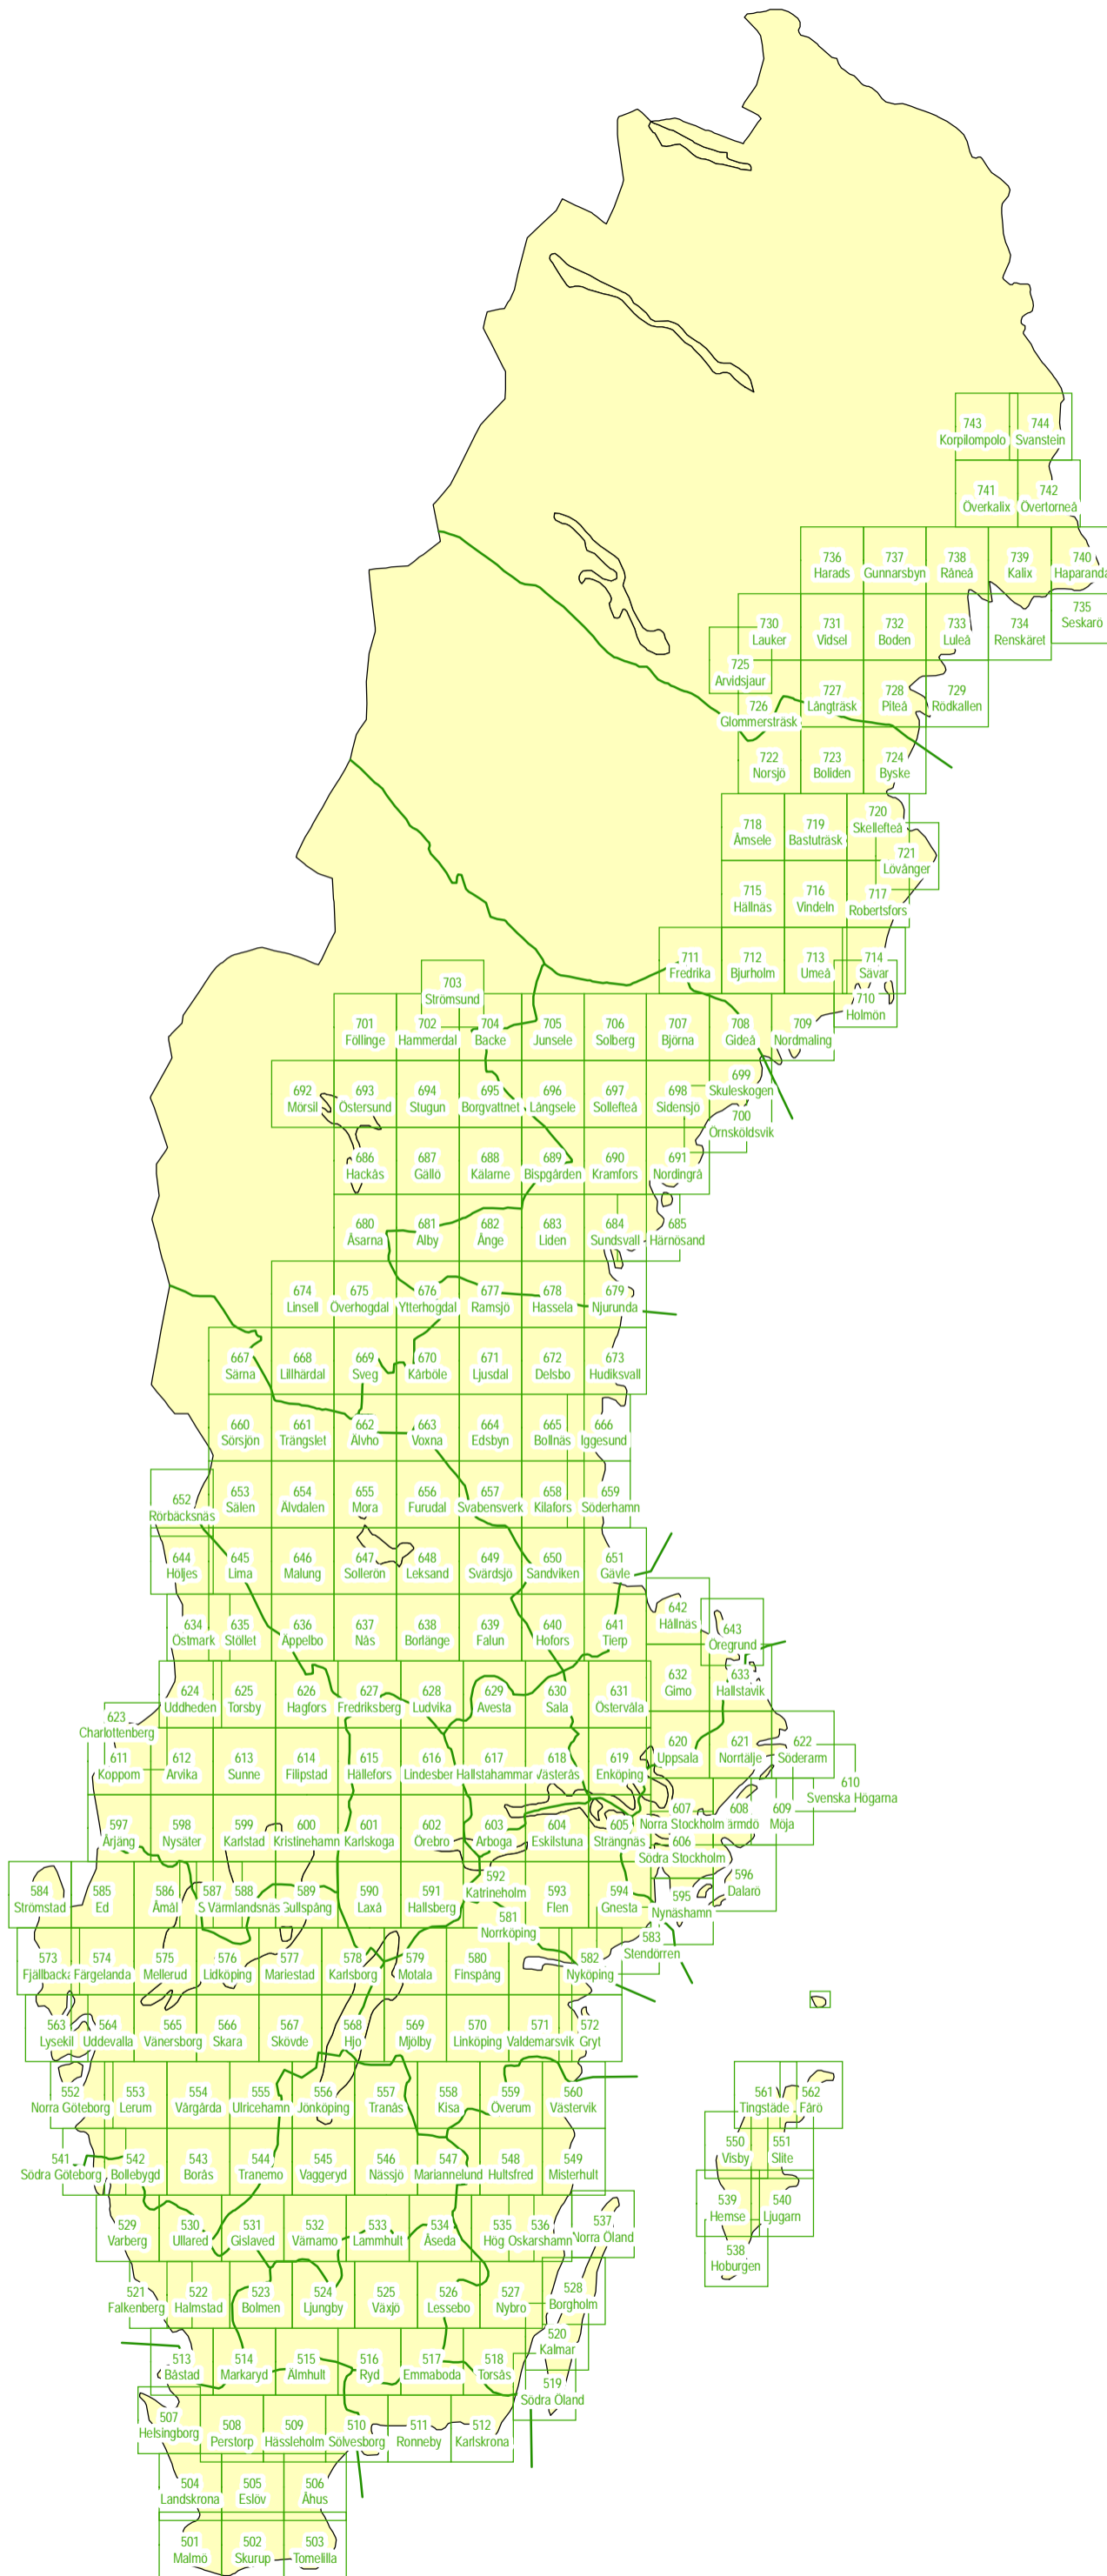 743
Korpilompolo
744
Svanstein
741
Överkalix
742
Övertorneå
736
Harads
737
Gunnarsbyn
738
Råneå
739
Kalix
740
Haparanda
730
Lauker
731
Vidsel
732
Boden
733
Luleå
734
Renskäret
735
Seskarö
725
Arvidsjaur
726
Glommersträsk
727
Långträsk
728
Piteå
729
Rödkallen
722
Norsjö
723
Boliden
724
Byske
718
Åmsele
719
Bastuträsk
720
Skellefteå
721
Lövånger
715
Hällnäs
716
Vindeln
717
Robertsfors
711
Fredrika
712
Bjurholm
713
Umeå
714
Sävar
703
Strömsund
710
Holmön
701
Föllinge
702
Hammerdal
704
Backe
705
Junsele
706
Solberg
707
Björna
708
Gideå
709
Nordmaling
692
Mörsil
693
Östersund
694
Stugun
695
Borgvattnet
696
Långsele
697
Sollefteå
698
Sidensjö
699
Skuleskogen
700
Örnsköldsvik
686
Hackås
687
Gällö
688
Kälarne
689
Bispgården
690
Kramfors
691
Nordingrå
680
Åsarna
681
Alby
682
Ånge
683
Liden
684
Sundsvall
685
Härnösand
674
Linsell
675
Överhogdal
676
Ytterhogdal
677
Ramsjö
678
Hassela
679
Njurunda
667
Särna
668
Lillhärdal
669
Sveg
670
Kårböle
671
Ljusdal
672
Delsbo
673
Hudiksvall
660
Sörsjön
661
Trängslet
662
Älvho
663
Voxna
664
Edsbyn
665
Bollnäs
666
Iggesund
652
Rörbäcksnäs
653
Sälen
654
Älvdalen
655
Mora
656
Furudal
657
Svabensverk
658
Kilafors
659
Söderhamn
644
Höljes
645
Lima
646
Malung
647
Sollerön
648
Leksand
649
Svärdsjö
650
Sandviken
651
Gävle
634
Östmark
635
Stöllet
636
Äppelbo
637
Nås
638
Borlänge
639
Falun
640
Hofors
641
Tierp
642
Hållnäs
643
Öregrund
624
Uddheden
625
Torsby
626
Hagfors
627
Fredriksberg
628
Ludvika
629
Avesta
630
Sala
631
Östervåla
632
Gimo
633
Hallstavik
623
Charlottenberg
611
Koppom
612
Arvika
613
Sunne
614
Filipstad
615
Hällefors
616
Lindesber
617
Hallstahammar
618
Västerås
619
Enköping
620
Uppsala
621
Norrtälje
622
Söderarm
610
Svenska Högarna
597
Årjäng
598
Nysäter
599
Karlstad
600
Kristinehamn
601
Karlskoga
602
Örebro
603
Arboga
604
Eskilstuna
605
Strängnäs
607
Norra Stockholm
608
ärmdö
609
Möja
606
Södra Stockholm
584
Strömstad
585
Ed
586
Åmål
587
S
588
Värmlandsnäs
589
Gullspång
590
Laxå
591
Hallsberg
592
Katrineholm
593
Flen
594
Gnesta
595
Nynäshamn
596
Dalarö
573
Fjällbacka
574
Färgelanda
575
Mellerud
576
Lidköping
577
Mariestad
578
Karlsborg
579
Motala
580
Finspång
581
Norrköping
582
Nyköping
583
Stendörren
563
Lysekil
564
Uddevalla
565
Vänersborg
566
Skara
567
Skövde
568
Hjo
569
Mjölby
570
Linköping
571
Valdemarsvik
572
Gryt
552
Norra Göteborg
553
Lerum
554
Vårgårda
555
Ulricehamn
556
Jönköping
557
Tranås
558
Kisa
559
Överum
560
Västervik
561
Tingstäde
562
Fårö
541
Södra Göteborg
542
Bollebygd
543
Borås
544
Tranemo
545
Vaggeryd
546
Nässjö
547
Mariannelund
548
Hultsfred
549
Misterhult
550
Visby
551
Slite
529
Varberg
530
Ullared
531
Gislaved
532
Värnamo
533
Lammhult
534
Åseda
535
Hög
536
Oskarshamn
537
Norra Öland
539
Hemse
540
Ljugarn
538
Hoburgen
521
Falkenberg
522
Halmstad
523
Bolmen
524
Ljungby
525
Växjö
526
Lessebo
527
Nybro
528
Borgholm
513
Båstad
514
Markaryd
515
Älmhult
516
Ryd
517
Emmaboda
518
Torsås
520
Kalmar
519
Södra Öland
507
Helsingborg
508
Perstorp
509
Hässleholm
510
Sölvesborg
511
Ronneby
512
Karlskrona
504
Landskrona
505
Eslöv
506
Åhus
501
Malmö
502
Skurup
503
Tomelilla